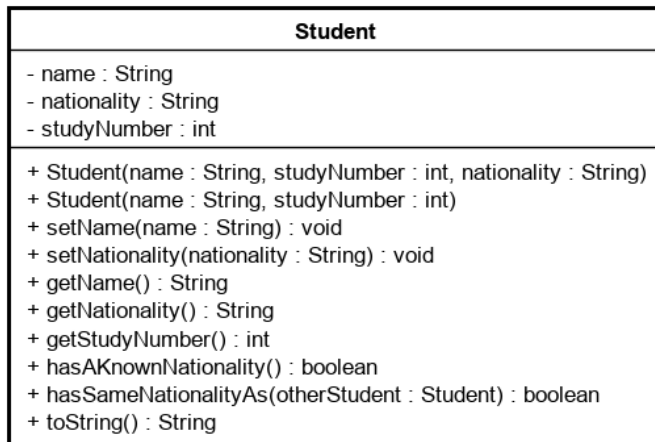 Student
- name : String
- nationality : String
- studyNumber : int
+ Student(name : String, studyNumber : int, nationality : String)
+ Student(name : String, studyNumber : int)
+ setName(name : String) : void
+ setNationality(nationality : String) : void
+ getName() : String
+ getNationality() : String
+ getStudyNumber() : int
+ hasAKnownNationality() : boolean
+ hasSameNationalityAs(otherStudent : Student) : boolean
+ toString() : String